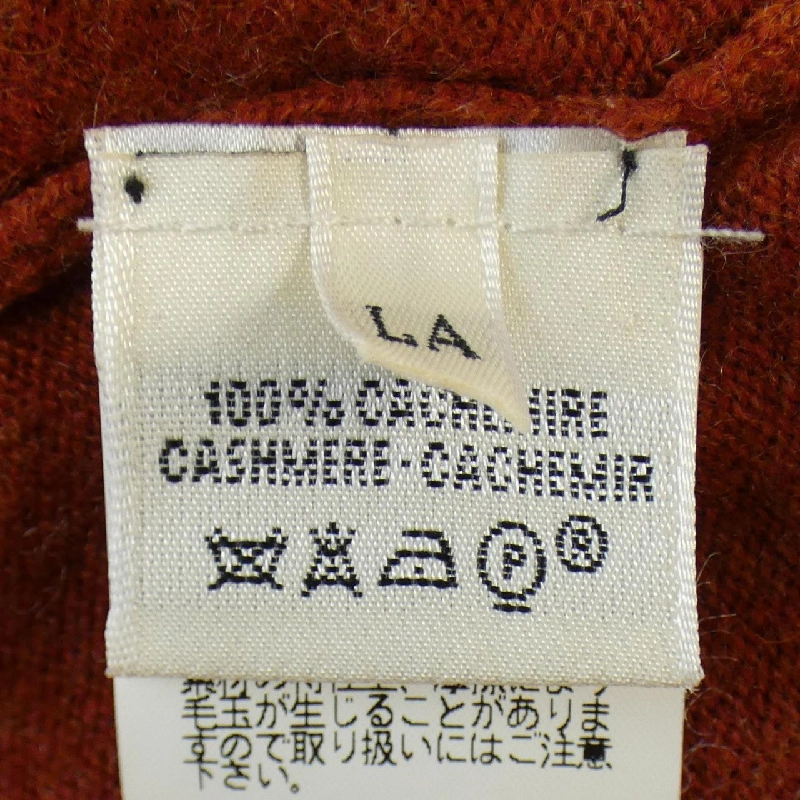 LA
100% CACHEMIRE
CASHMERE-CACHEMIR
P ®
毛玉が生じることがありま
すので取り扱いにはご注意
下さい。